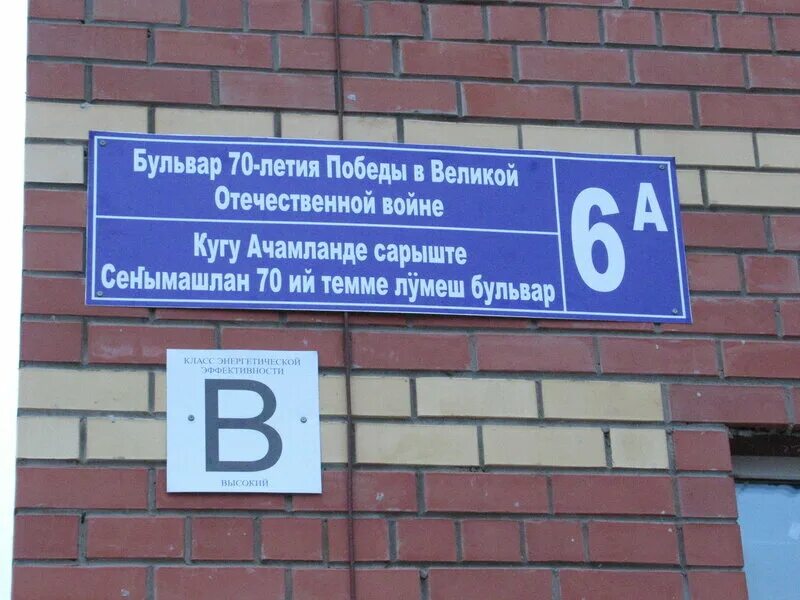 Бульвар 70-летия Победы в Великой
Отечественной войне
Кугу Ачамланде сарыште
Сеҥымашлан 70 ий темме лӱмеш бульвар
6А
КЛАСС ЭНЕРГЕТИЧЕСКОЙ
ЭФФЕКТИВНОСТИ
В
ВЫСОКИЙ